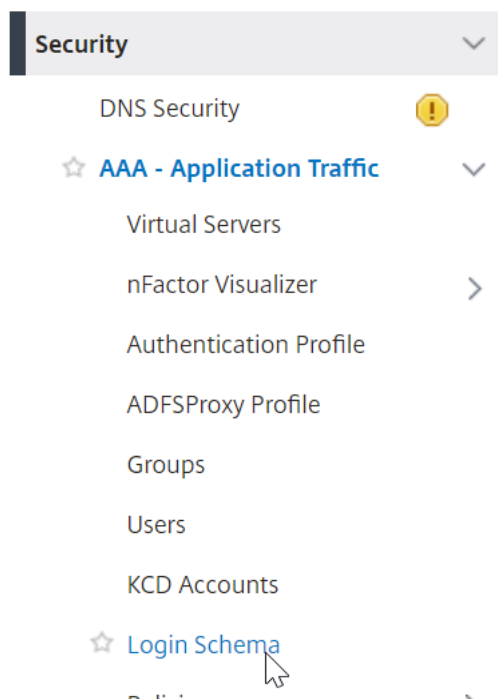 Security
DNS Security
AAA - Application Traffic
Virtual Servers
nFactor Visualizer
Authentication Profile
ADFSProxy Profile
Groups
Users
KCD Accounts
Login Schema